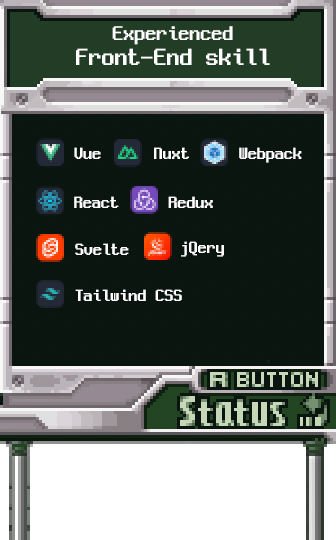 Experienced
Front-End skill
Vue Nuxt Webpack
React Redux
Svelte jQery
Tailwind CSS
A BUTTON
Status